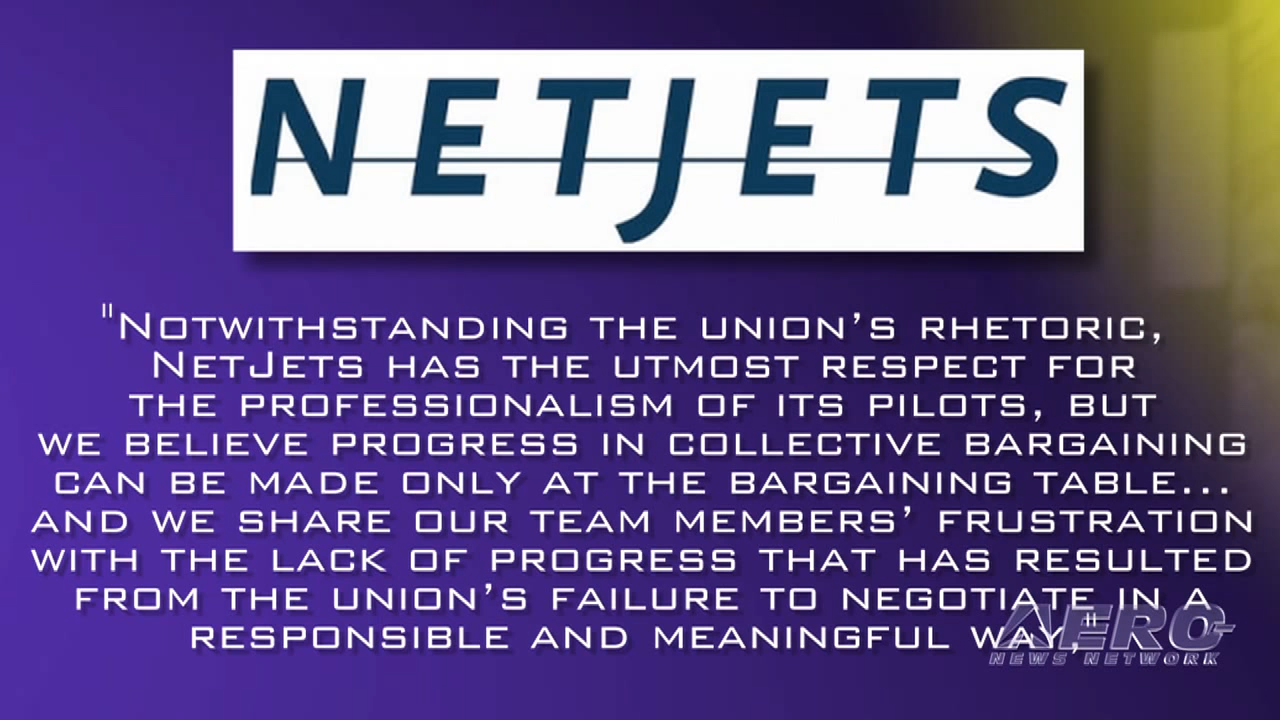 NETJETS
"Notwithstanding the union's rhetoric,
NetJets has the utmost respect for
the professionalism of its pilots, but
we believe progress in collective bargaining
can be made only at the bargaining table...
and we share our team members' frustration
with the lack of progress that has resulted
from the union's failure to negotiate in a
responsible and meaningful way,"
AERO-
NEWS NETWORK